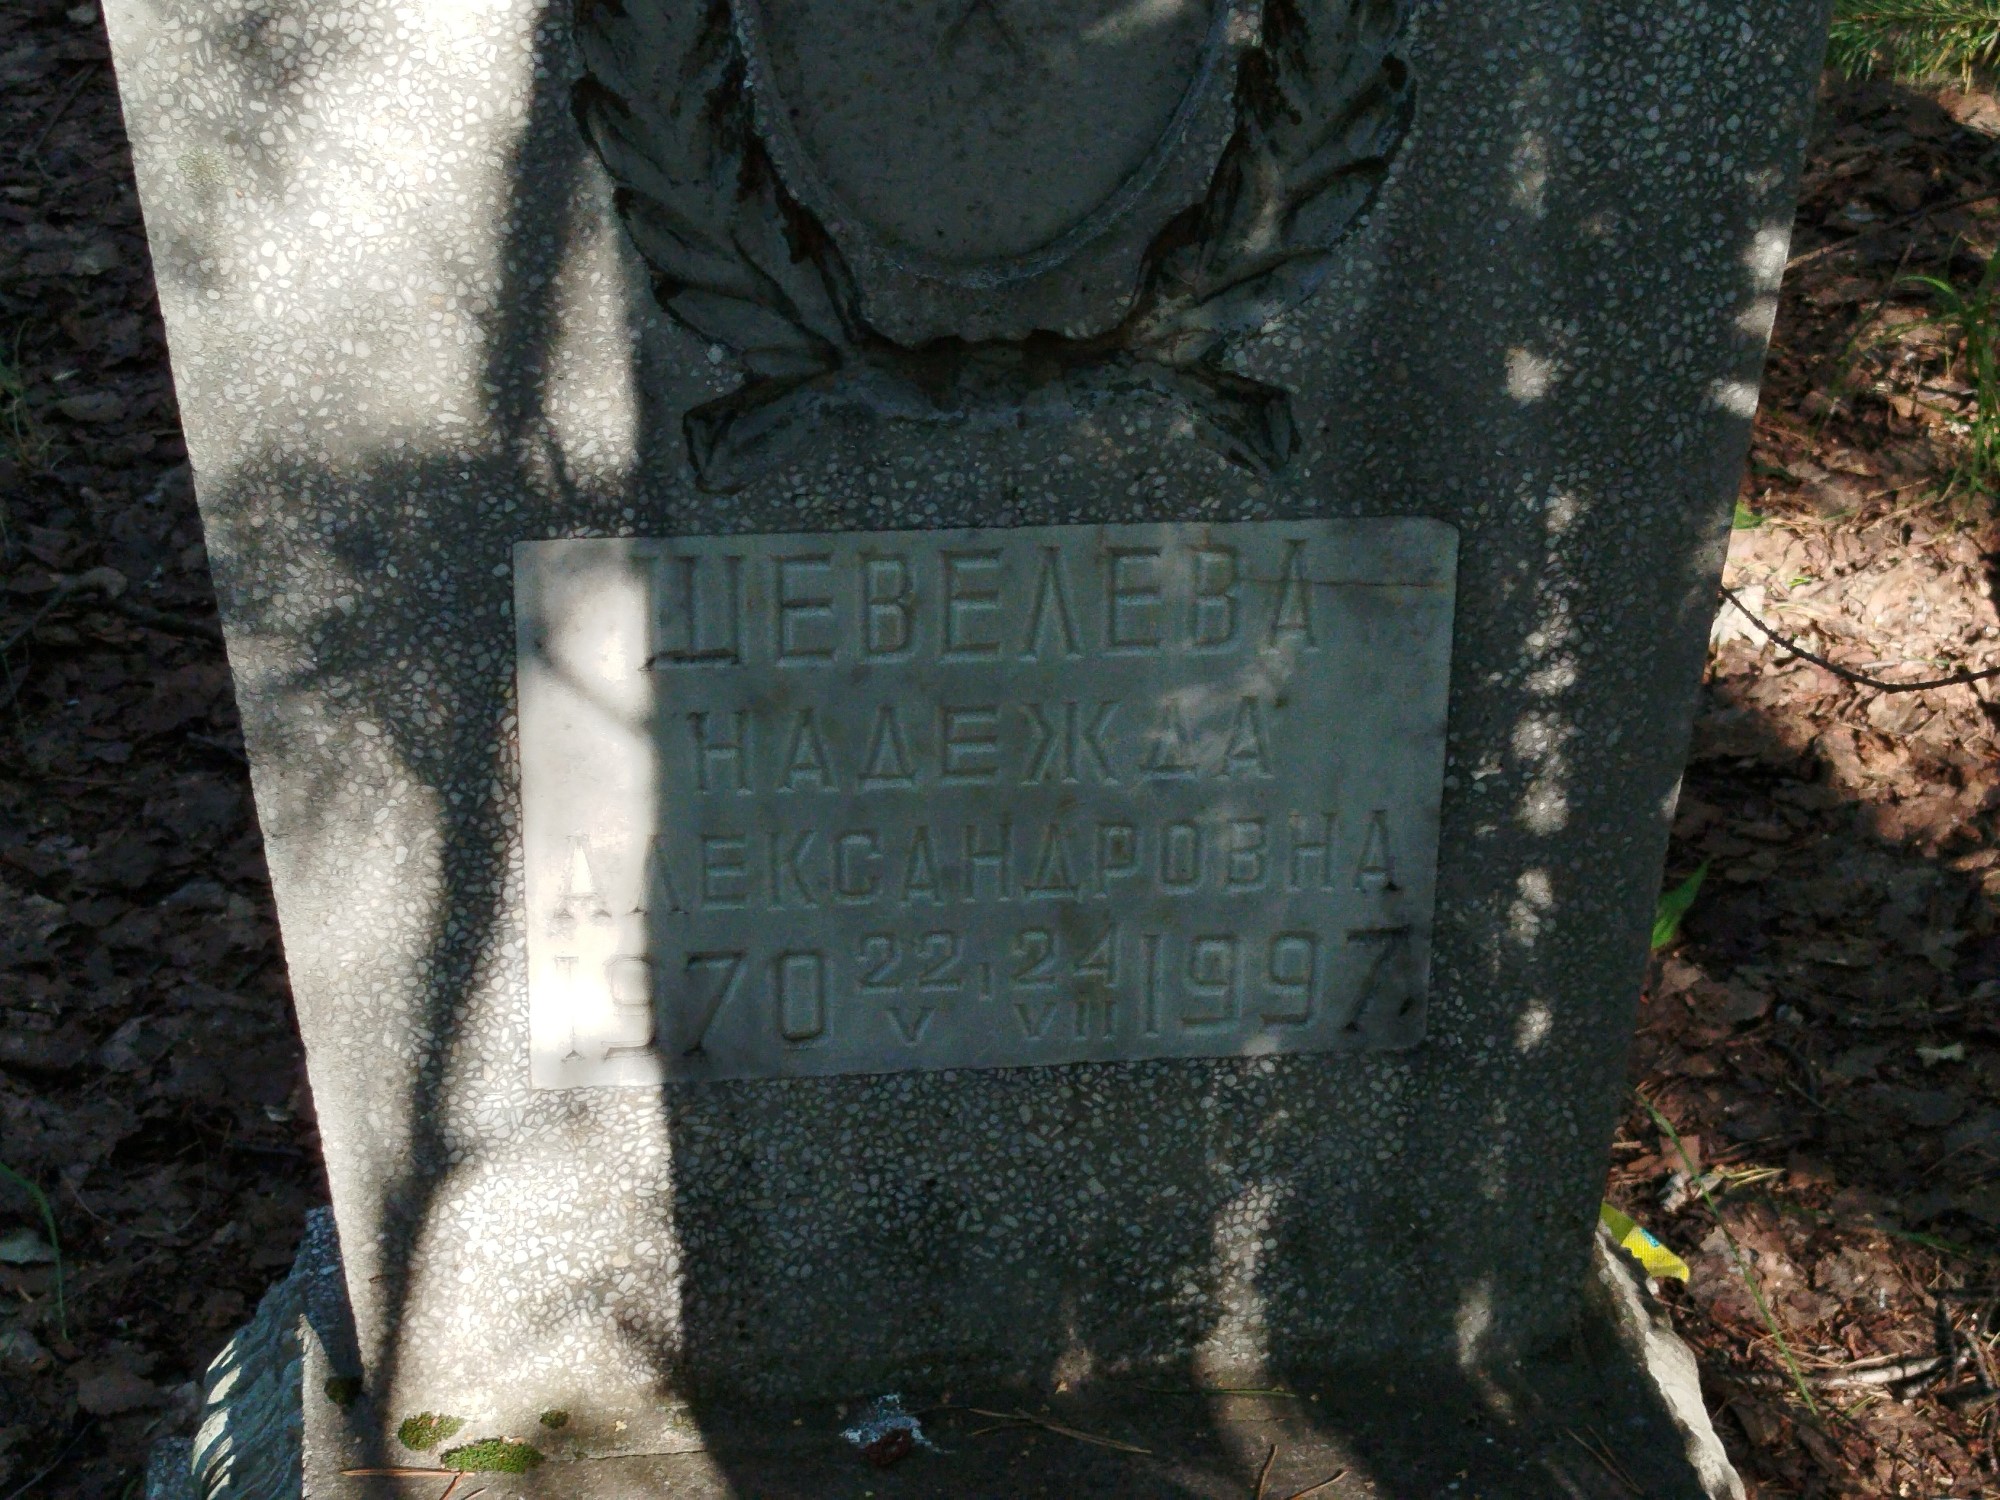 ШЕВЕЛЕВА
НАДЕЖДА
АЛЕКСАНДРОВНА
1970 22 24 1997
V VII